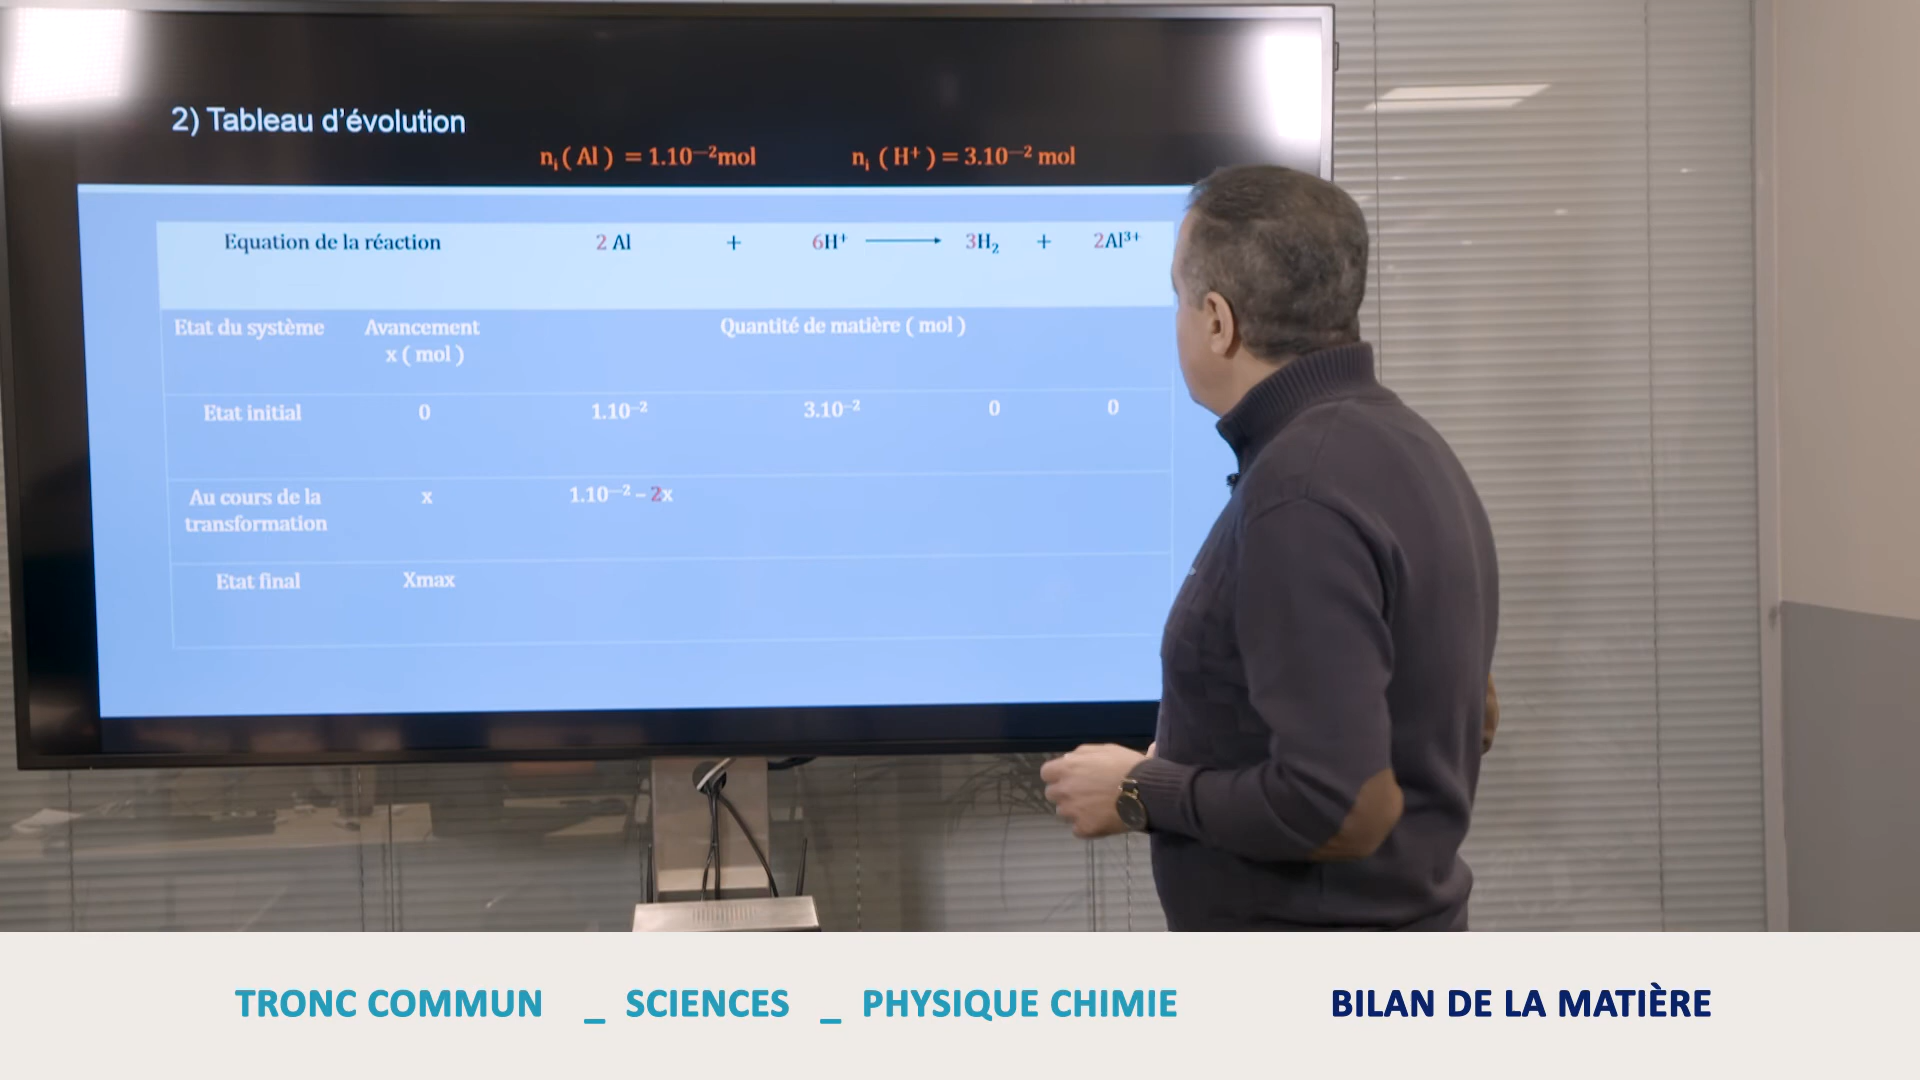 2) Tableau d'évolution
nᵢ ( Al ) = 1.10⁻²mol nᵢ ( H⁺ ) = 3.10⁻² mol
Equation de la réaction 2 Al + 6H⁺ ⟶ 3H₂ + 2Al³⁺
Etat du système Avancement Quantité de matière ( mol )
x ( mol )
Etat initial 0 1.10⁻² 3.10⁻² 0 0
Au cours de la x 1.10⁻² – 2x
transformation
Etat final Xmax
TRONC COMMUN _ SCIENCES _ PHYSIQUE CHIMIE BILAN DE LA MATIÈRE